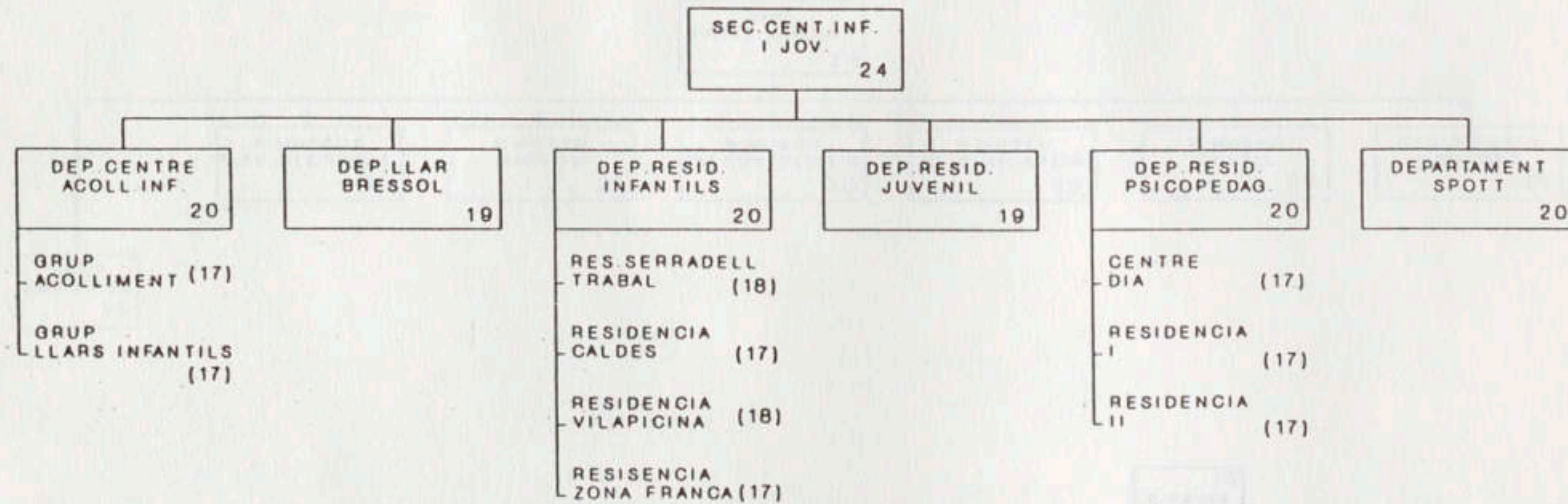 SEC.CENT.INF.
I JOV.
24
DEP.CENTRE
ACOLL.INF.
20
GRUP
ACOLLIMENT (17)
GRUP
LLARS INFANTILS
(17)
DEP.LLAR
BRESSOL
19
DEP.RESID.
INFANTILS
20
RES.SERRADELL
TRABAL (18)
RESIDENCIA
CALDES (17)
RESIDENCIA
VILAPICINA (18)
RESISENCIA
ZONA FRANCA (17)
DEP.RESID.
JUVENIL
19
DEP.RESID.
PSICOPEDAG.
20
CENTRE
DIA (17)
RESIDENCIA
I (17)
RESIDENCIA
II (17)
DEPARTAMENT
SPOTT
20